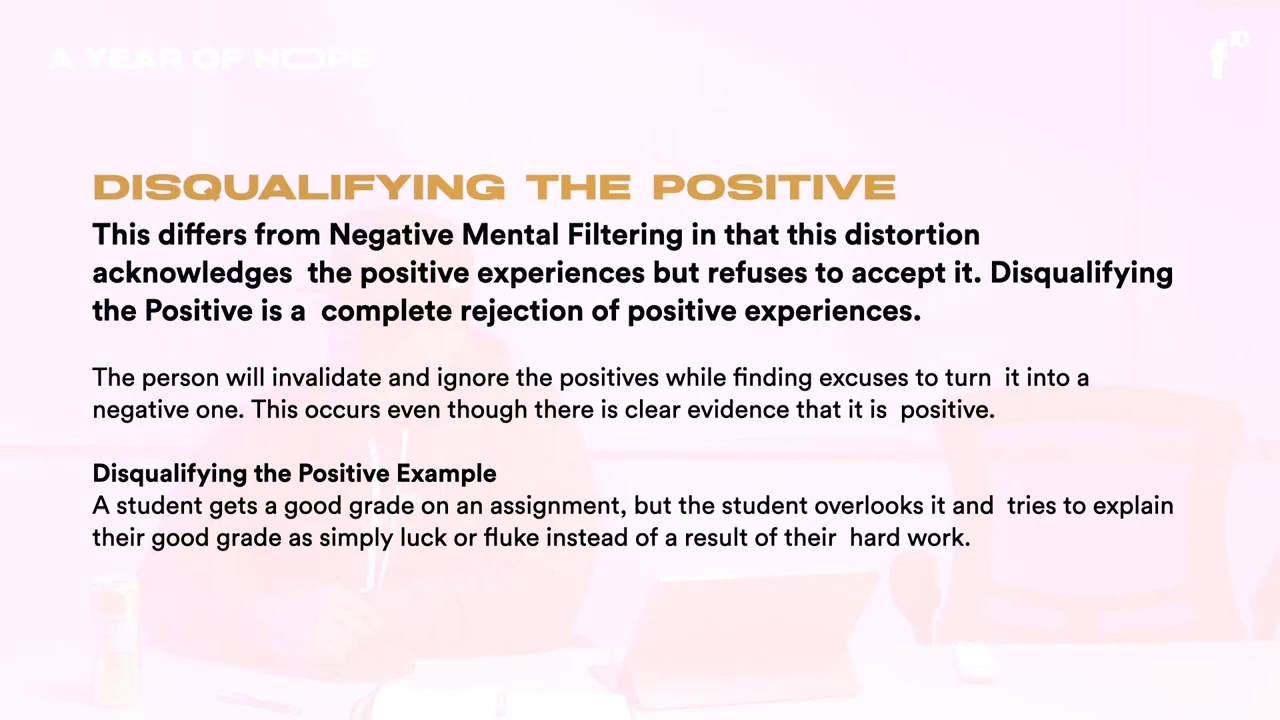 A YEAR OF HOPE
f10
DISQUALIFYING THE POSITIVE
This differs from Negative Mental Filtering in that this distortion
acknowledges the positive experiences but refuses to accept it. Disqualifying
the Positive is a complete rejection of positive experiences.
The person will invalidate and ignore the positives while finding excuses to turn it into a
negative one. This occurs even though there is clear evidence that it is positive.
Disqualifying the Positive Example
A student gets a good grade on an assignment, but the student overlooks it and tries to explain
their good grade as simply luck or fluke instead of a result of their hard work.